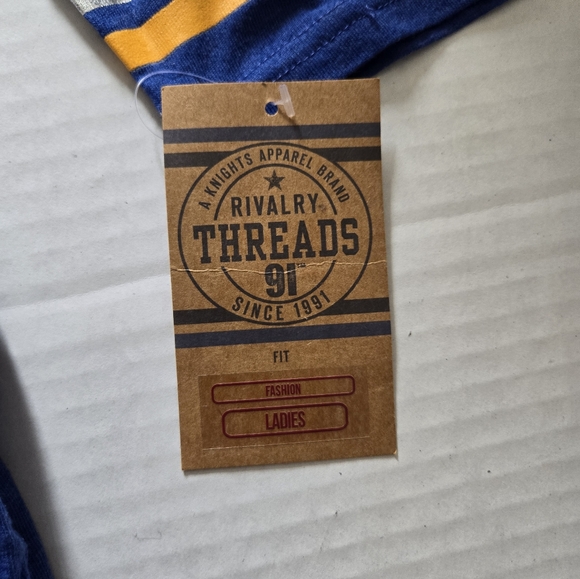 A KNIGHTS APPAREL BRAND
RIVALRY
THREADS
91
SINCE 1991
FIT
FASHION
LADIES